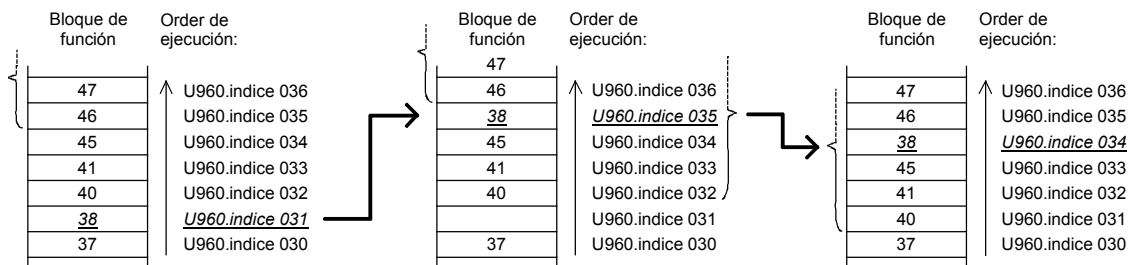 Bloque de función
Order de ejecución:
47 U960.indice 036
46 U960.indice 035
45 U960.indice 034
41 U960.indice 033
40 U960.indice 032
38 U960.indice 031
37 U960.indice 030
Bloque de función
Order de ejecución:
47
46 U960.indice 036
38 U960.indice 035
45 U960.indice 034
41 U960.indice 033
40 U960.indice 032
U960.indice 031
37 U960.indice 030
Bloque de función
Order de ejecución:
47 U960.indice 036
46 U960.indice 035
38 U960.indice 034
45 U960.indice 033
41 U960.indice 032
40 U960.indice 031
37 U960.indice 030